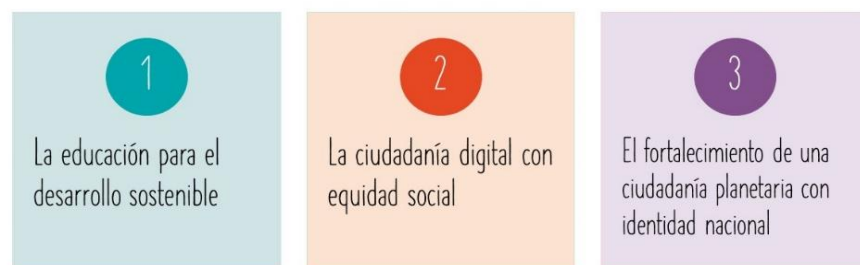 1
La educación para el
desarrollo sostenible
2
La ciudadanía digital con
equidad social
3
El fortalecimiento de una
ciudadanía planetaria con
identidad nacional